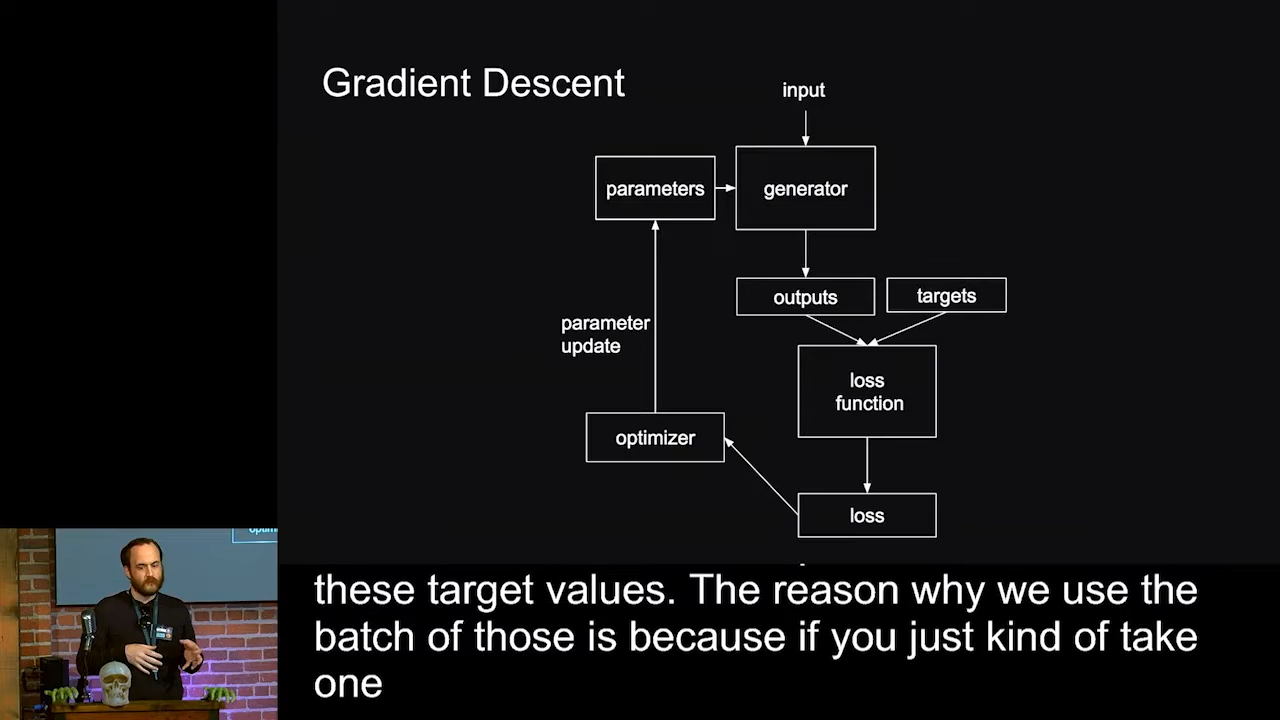 Gradient Descent
input
parameters
generator
outputs
targets
parameter
update
loss
function
optimizer
loss
these target values. The reason why we use the
batch of those is because if you just kind of take
one